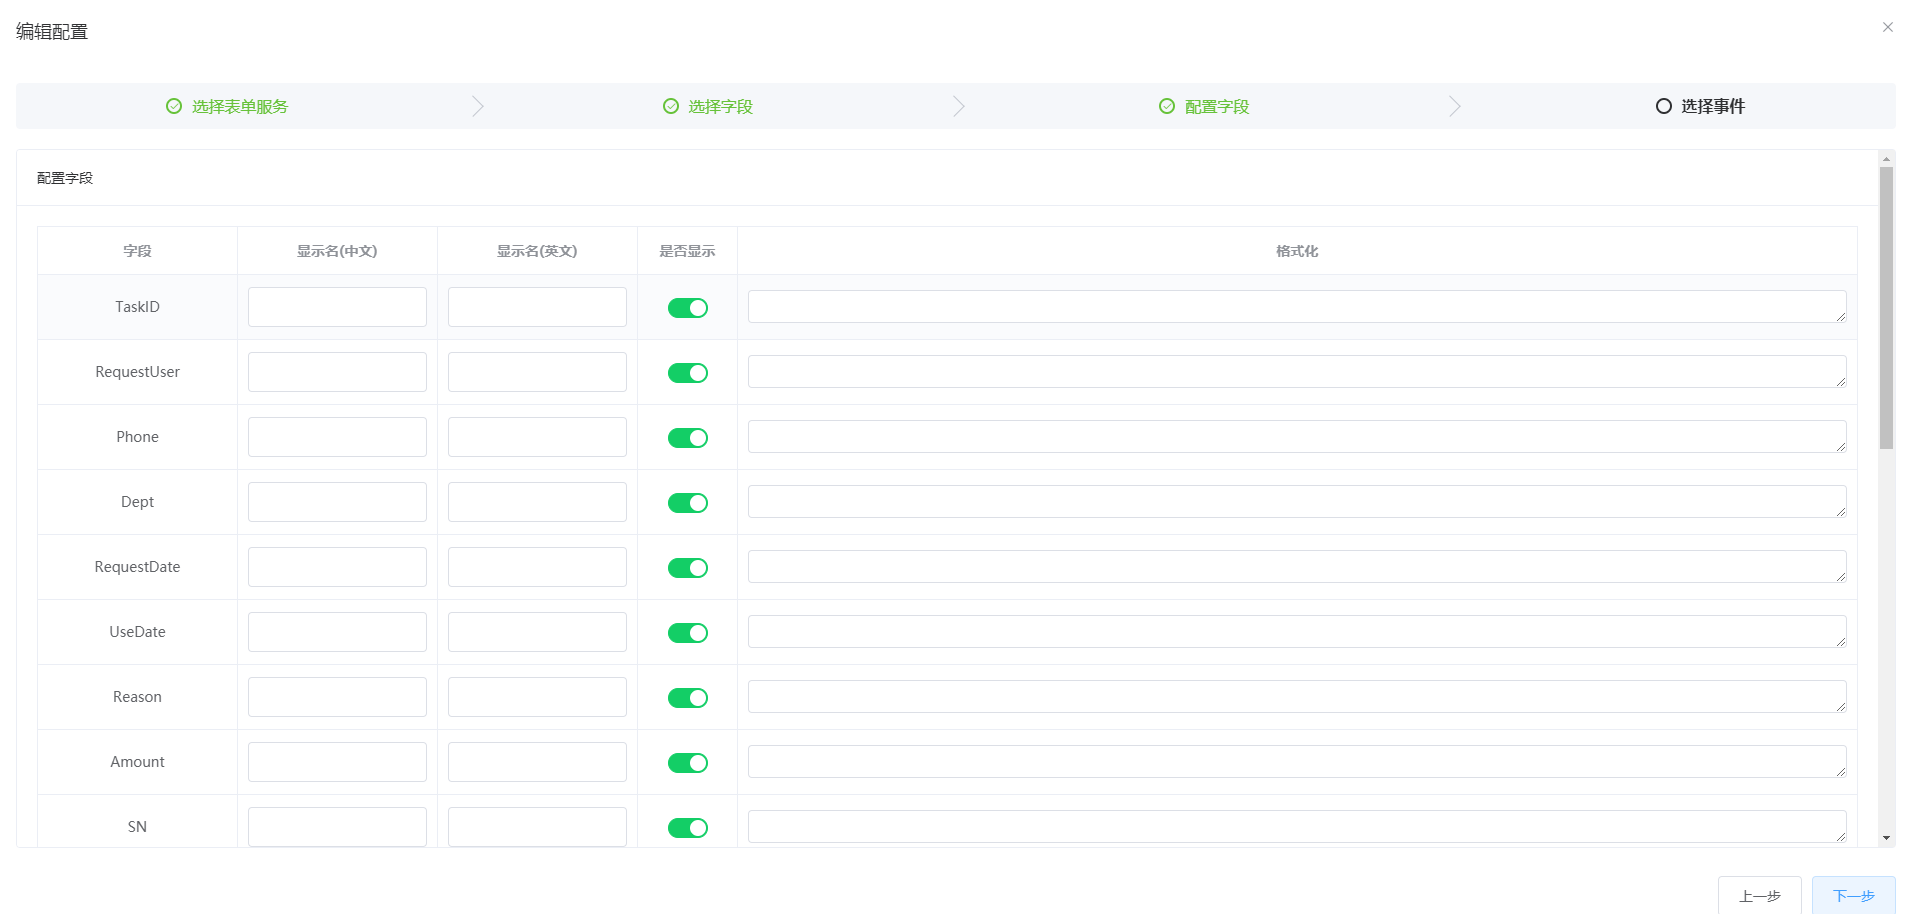 编辑配置
选择表单服务 选择字段 配置字段 选择事件
配置字段
字段 显示名(中文) 显示名(英文) 是否显示 格式化
TaskID
RequestUser
Phone
Dept
RequestDate
UseDate
Reason
Amount
SN
上一步 下一步